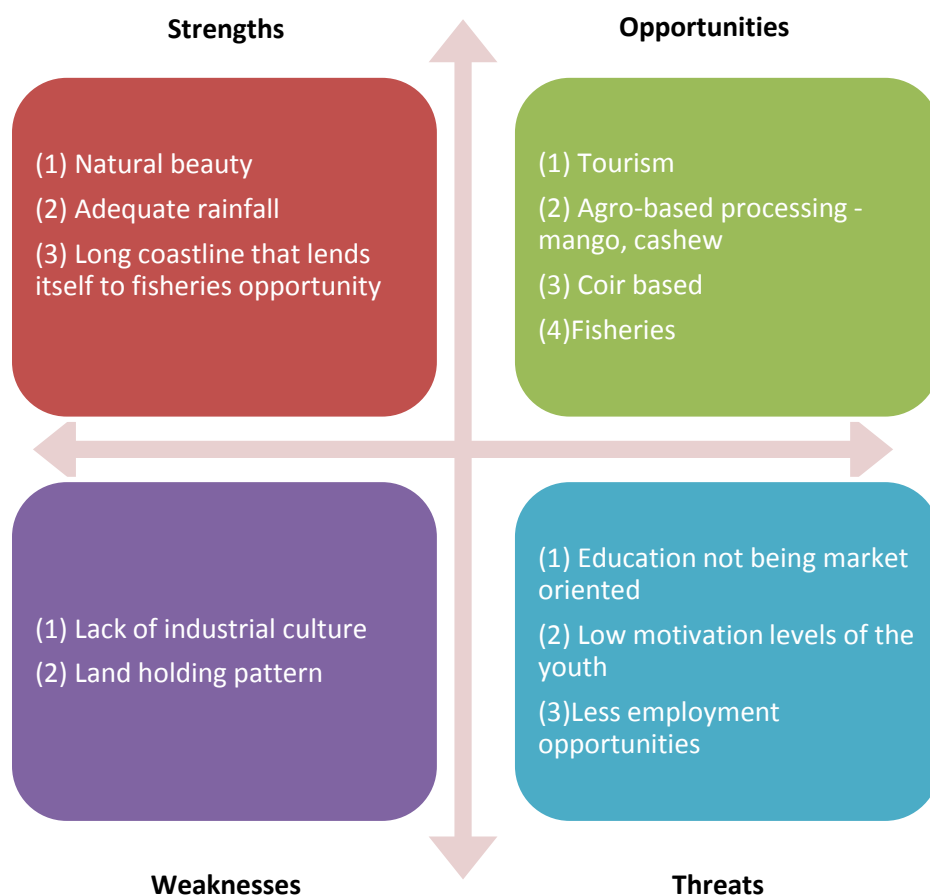 Strengths
(1) Natural beauty
(2) Adequate rainfall
(3) Long coastline that lends
itself to fisheries opportunity
Opportunities
(1) Tourism
(2) Agro-based processing -
mango, cashew
(3) Coir based
(4)Fisheries
(1) Lack of industrial culture
(2) Land holding pattern
Weaknesses
(1) Education not being market
oriented
(2) Low motivation levels of the
youth
(3)Less employment
opportunities
Threats